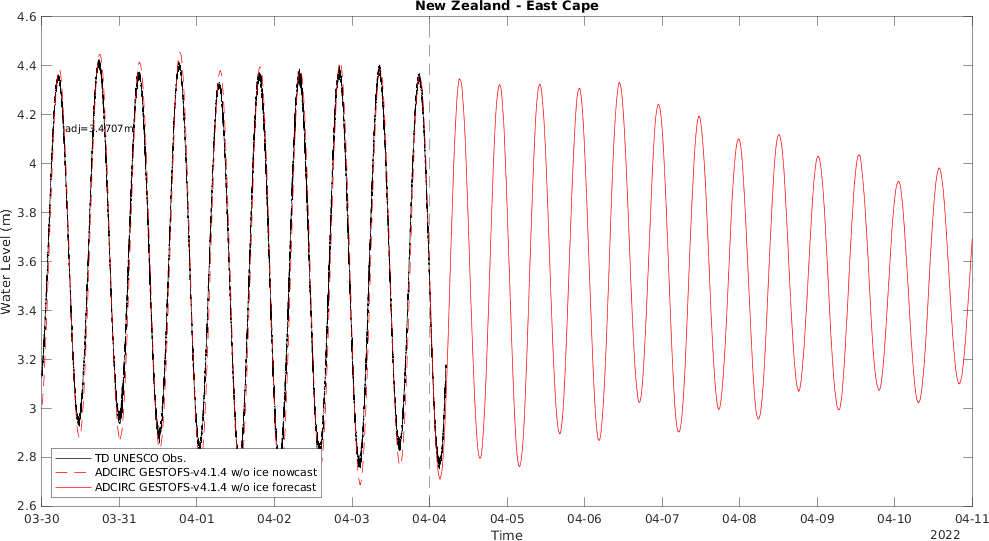 New Zealand - East Cape
4.6
4.4
4.2
4
3.8
3.6
3.4
3.2
3
2.8
2.6
Water Level (m)
adj=3.4707m
TD UNESCO Obs.
ADCIRC GESTOFS-v4.1.4 w/o ice nowcast
ADCIRC GESTOFS-v4.1.4 w/o ice forecast
03-30 03-31 04-01 04-02 04-03 04-04 04-05 04-06 04-07 04-08 04-09 04-10 04-11
Time
2022